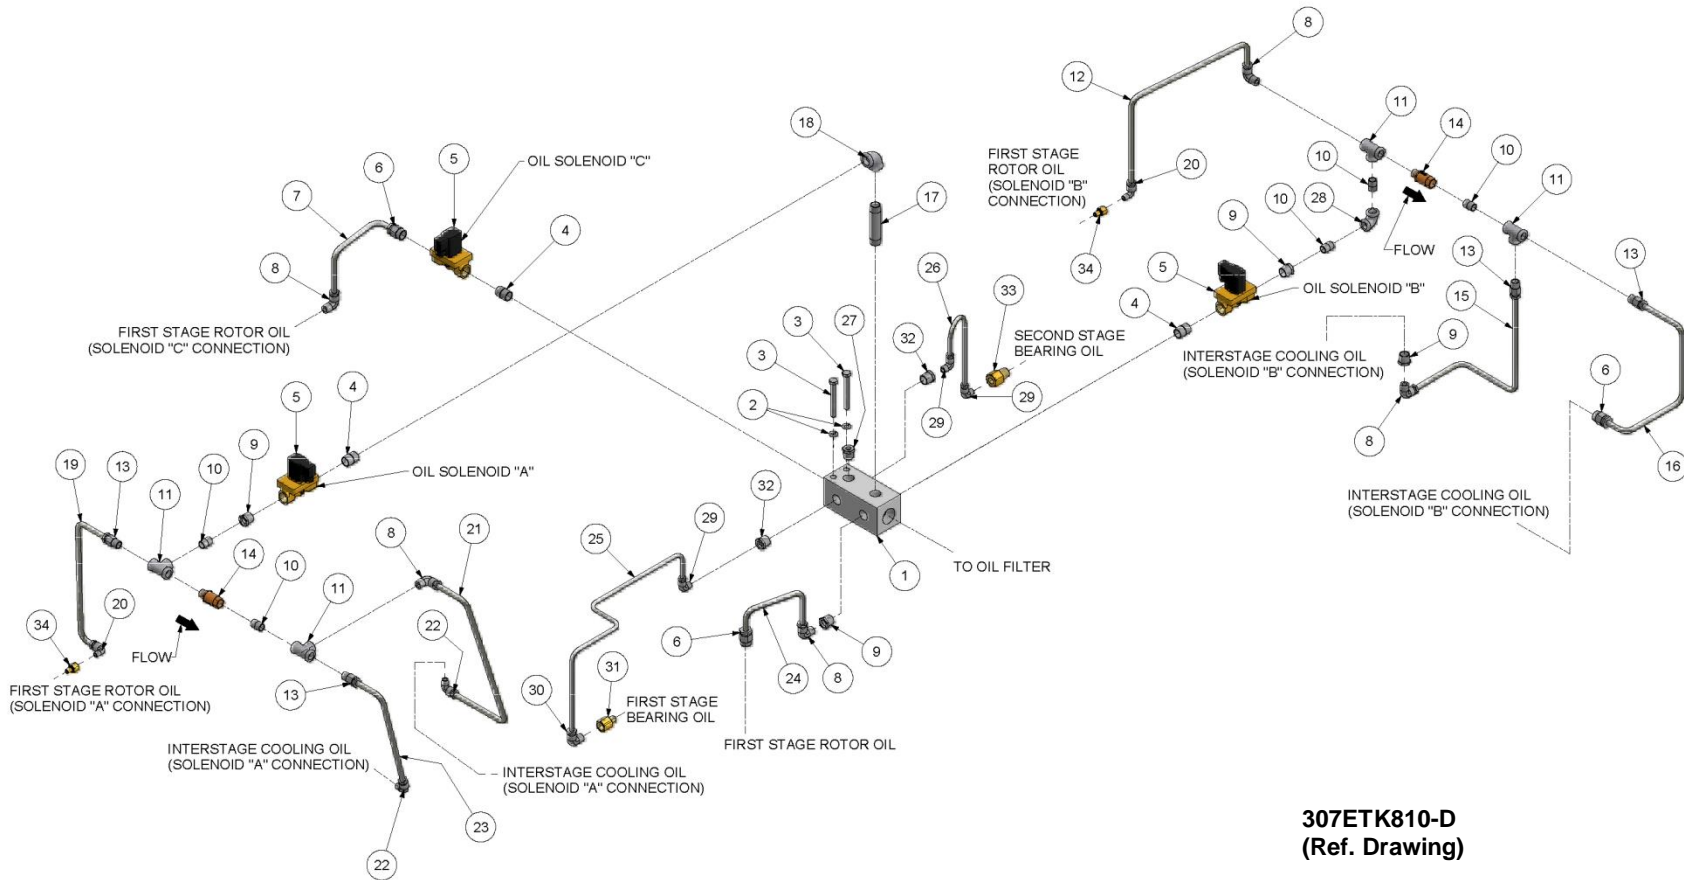 8
12
11
14
18
5
OIL SOLENOID "C"
6
7
FIRST STAGE
ROTOR OIL
(SOLENOID "B"
CONNECTION)
20
10
10
11
17
28
4
9
10
FLOW
8
34
26
33
5
13
13
OIL SOLENOID "B"
15
3
27
4
FIRST STAGE ROTOR OIL
(SOLENOID "C" CONNECTION)
3
32
SECOND STAGE
BEARING OIL
INTERSTAGE COOLING OIL
(SOLENOID "B" CONNECTION)
9
6
5
2
29
29
4
9
8
16
19
13
10
OIL SOLENOID "A"
11
INTERSTAGE COOLING OIL
(SOLENOID "B" CONNECTION)
32
8
21
25
29
14
10
11
TO OIL FILTER
1
20
34
22
6
9
FLOW
24
8
31
13
30
FIRST STAGE ROTOR OIL
(SOLENOID "A" CONNECTION)
FIRST STAGE
BEARING OIL
FIRST STAGE ROTOR OIL
INTERSTAGE COOLING OIL
(SOLENOID "A" CONNECTION)
INTERSTAGE COOLING OIL
(SOLENOID "A" CONNECTION)
23
22
307ETK810-D
(Ref. Drawing)